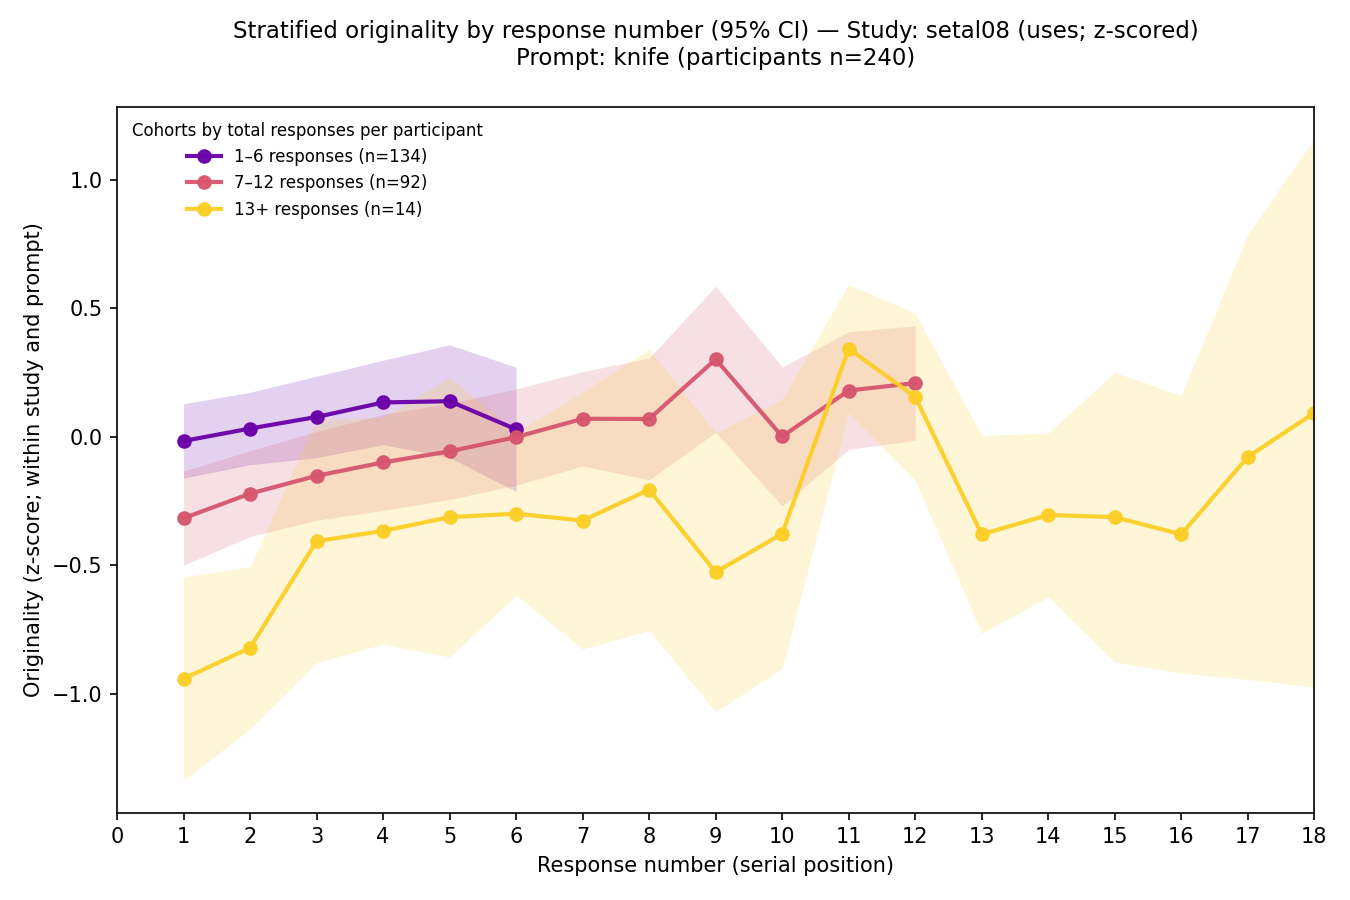 Stratified originality by response number (95% CI) — Study: setal08 (uses; z-scored)
Prompt: knife (participants n=240)
Cohorts by total responses per participant
1–6 responses (n=134)
7–12 responses (n=92)
13+ responses (n=14)
Originality (z-score; within study and prompt)
1.0
0.5
0.0
−0.5
−1.0
0 1 2 3 4 5 6 7 8 9 10 11 12 13 14 15 16 17 18
Response number (serial position)